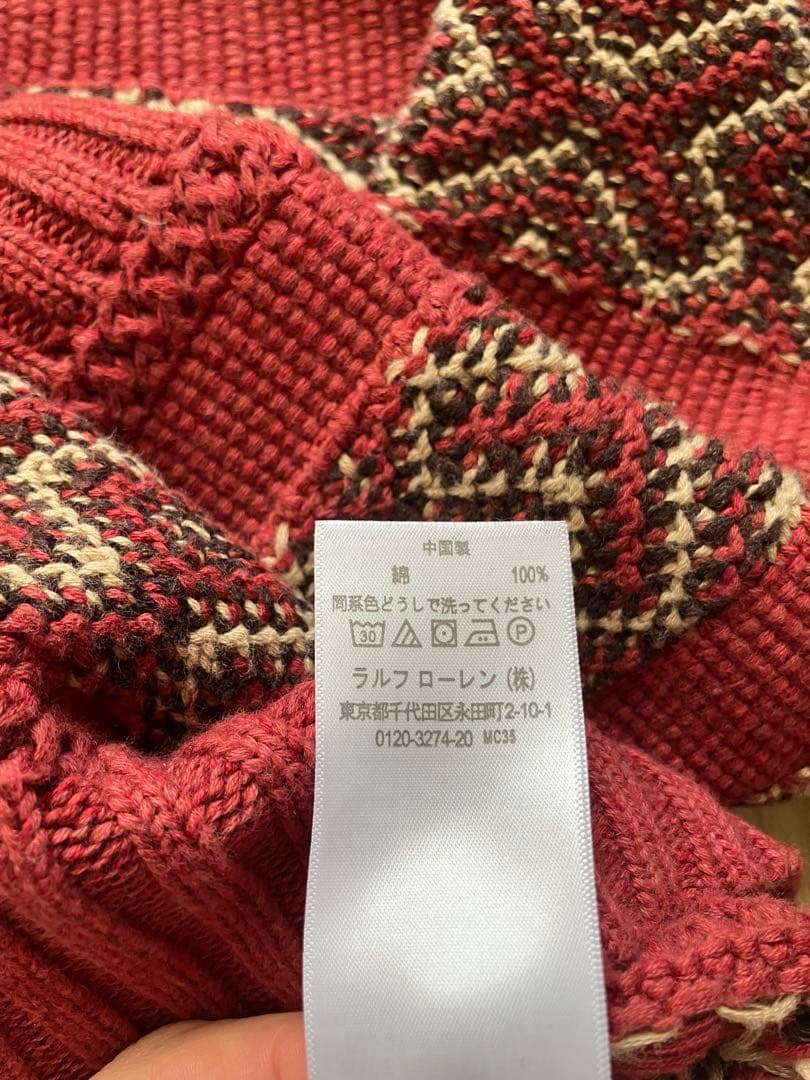 中国製
綿 100%
同系色どうしで洗ってください
30 P
ラルフ ローレン (株)
東京都千代田区永田町2-10-1
0120-3274-20 MC35